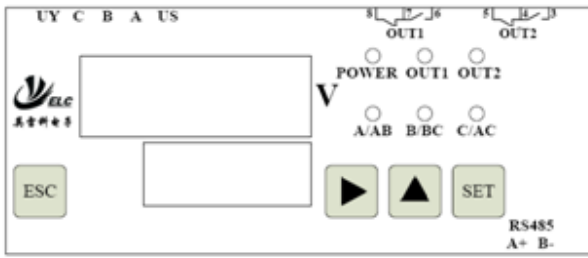 UY C B A US
8 7 6 5 4 3
OUT1 OUT2
POWER OUT1 OUT2
V
ELC
A/AB B/BC C/AC
ESC
SET
RS485
A+ B-